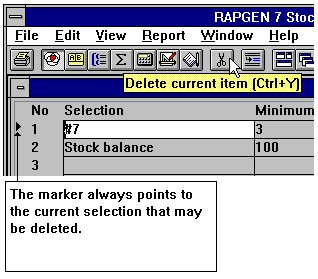 RAPGEN 7 Stoc
File Edit View Report Window Help
Delete current item (Ctrl+Y)
No Selection Minimum
1 #7 3
2 Stock balance 100
3
The marker always points to
the current selection that may
be deleted.